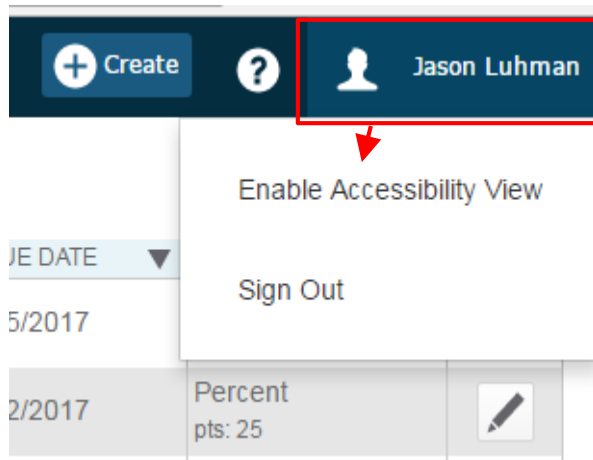 Create
?
Jason Luhman
Enable Accessibility View
UE DATE
Sign Out
5/2017
2/2017
Percent
pts: 25